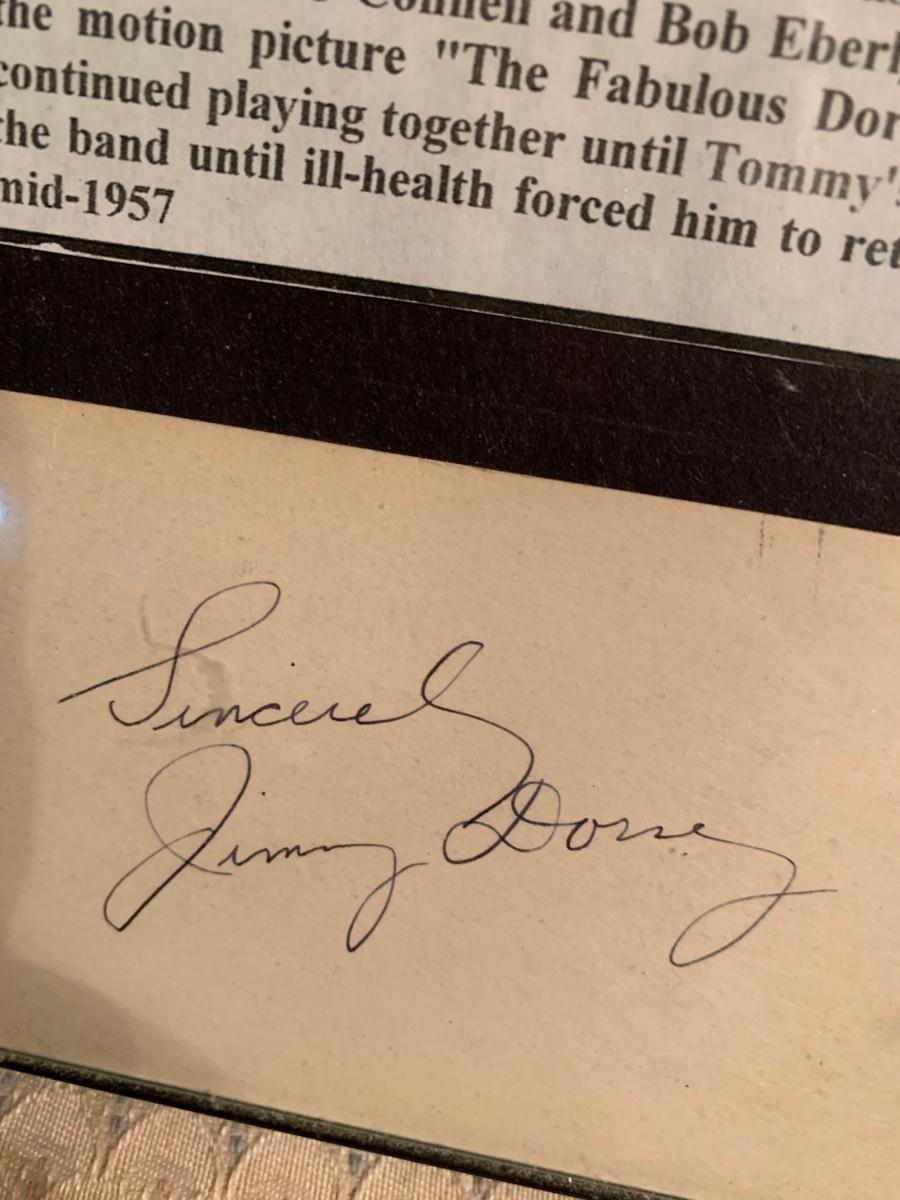 and Bob Eberl
the motion picture "The Fabulous Dor
continued playing together until Tommy's
the band until ill-health forced him to ret
mid-1957
Sincerely
Jimmy Dorsey